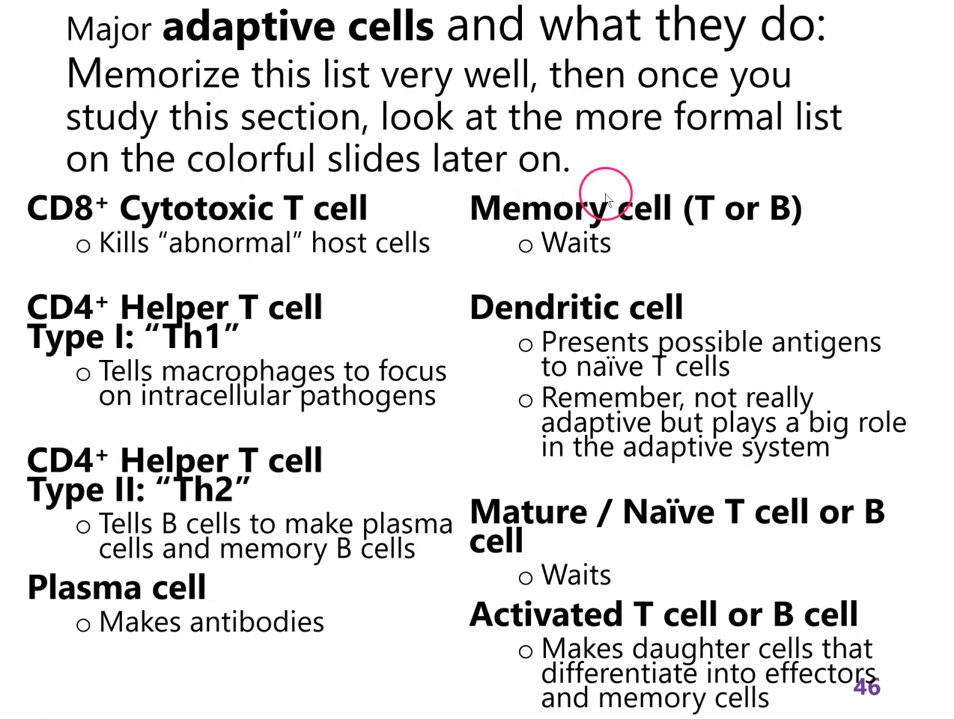 Major adaptive cells and what they do:
Memorize this list very well, then once you
study this section, look at the more formal list
on the colorful slides later on.
CD8⁺ Cytotoxic T cell
o Kills “abnormal” host cells
CD4⁺ Helper T cell
Type I: “Th1”
o Tells macrophages to focus
on intracellular pathogens
CD4⁺ Helper T cell
Type II: “Th2”
o Tells B cells to make plasma
cells and memory B cells
Plasma cell
o Makes antibodies
Memory cell (T or B)
o Waits
Dendritic cell
o Presents possible antigens
to naïve T cells
o Remember, not really
adaptive but plays a big role
in the adaptive system
Mature / Naïve T cell or B
cell
o Waits
Activated T cell or B cell
o Makes daughter cells that
differentiate into effectors
and memory cells
46